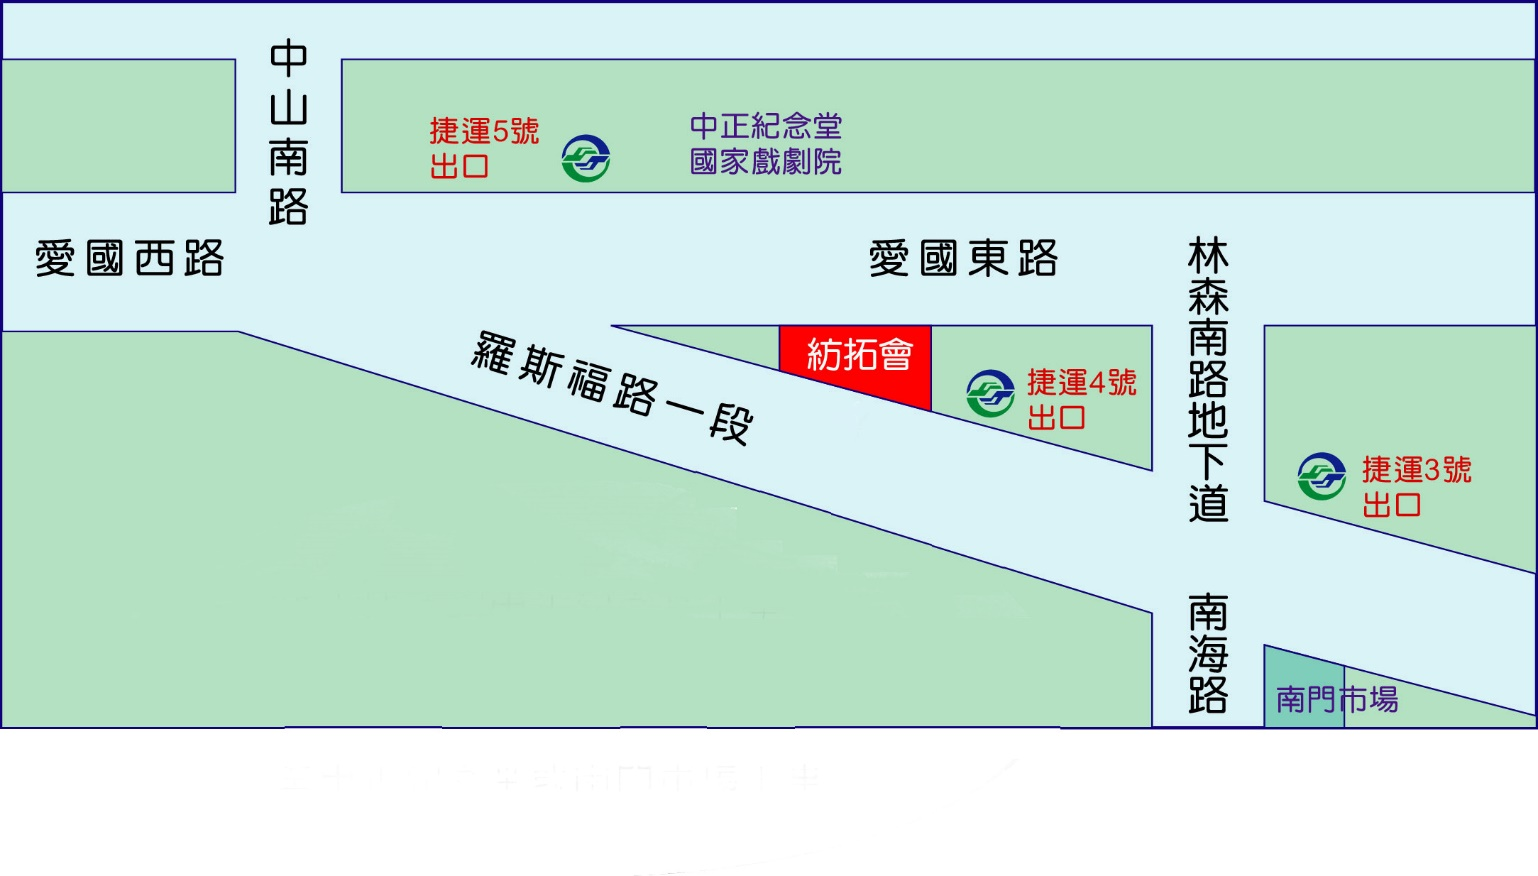 中山南路
捷運5號
出口
中正紀念堂
國家戲劇院
愛國西路
愛國東路
林森南路地下道
羅斯福路一段
紡拓會
捷運4號
出口
捷運3號
出口
南海路
南門市場